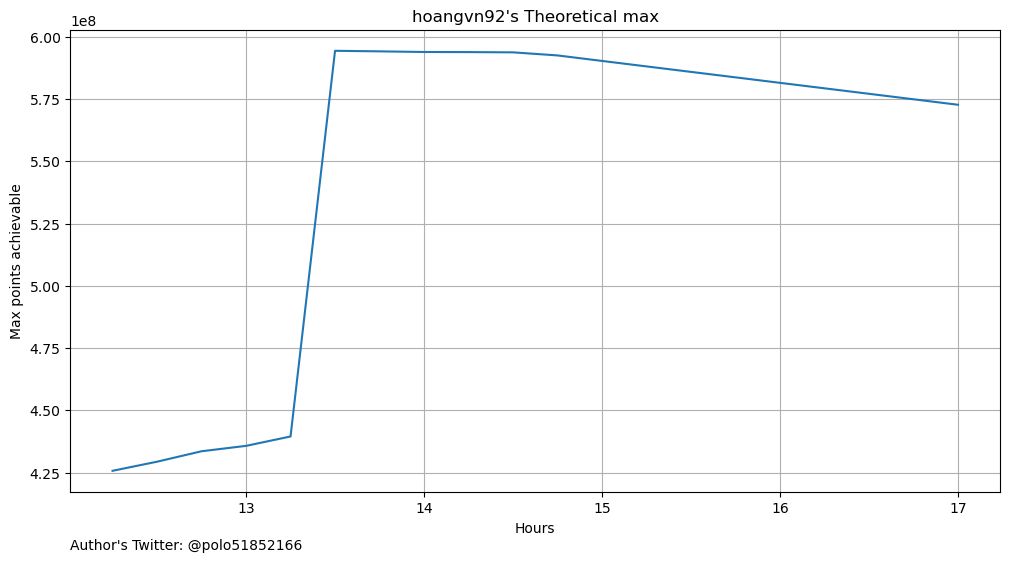 hoangvn92's Theoretical max
1e8
6.00
5.75
5.50
5.25
5.00
4.75
4.50
4.25
Max points achievable
13 14 15 16 17
Hours
Author's Twitter: @polo51852166